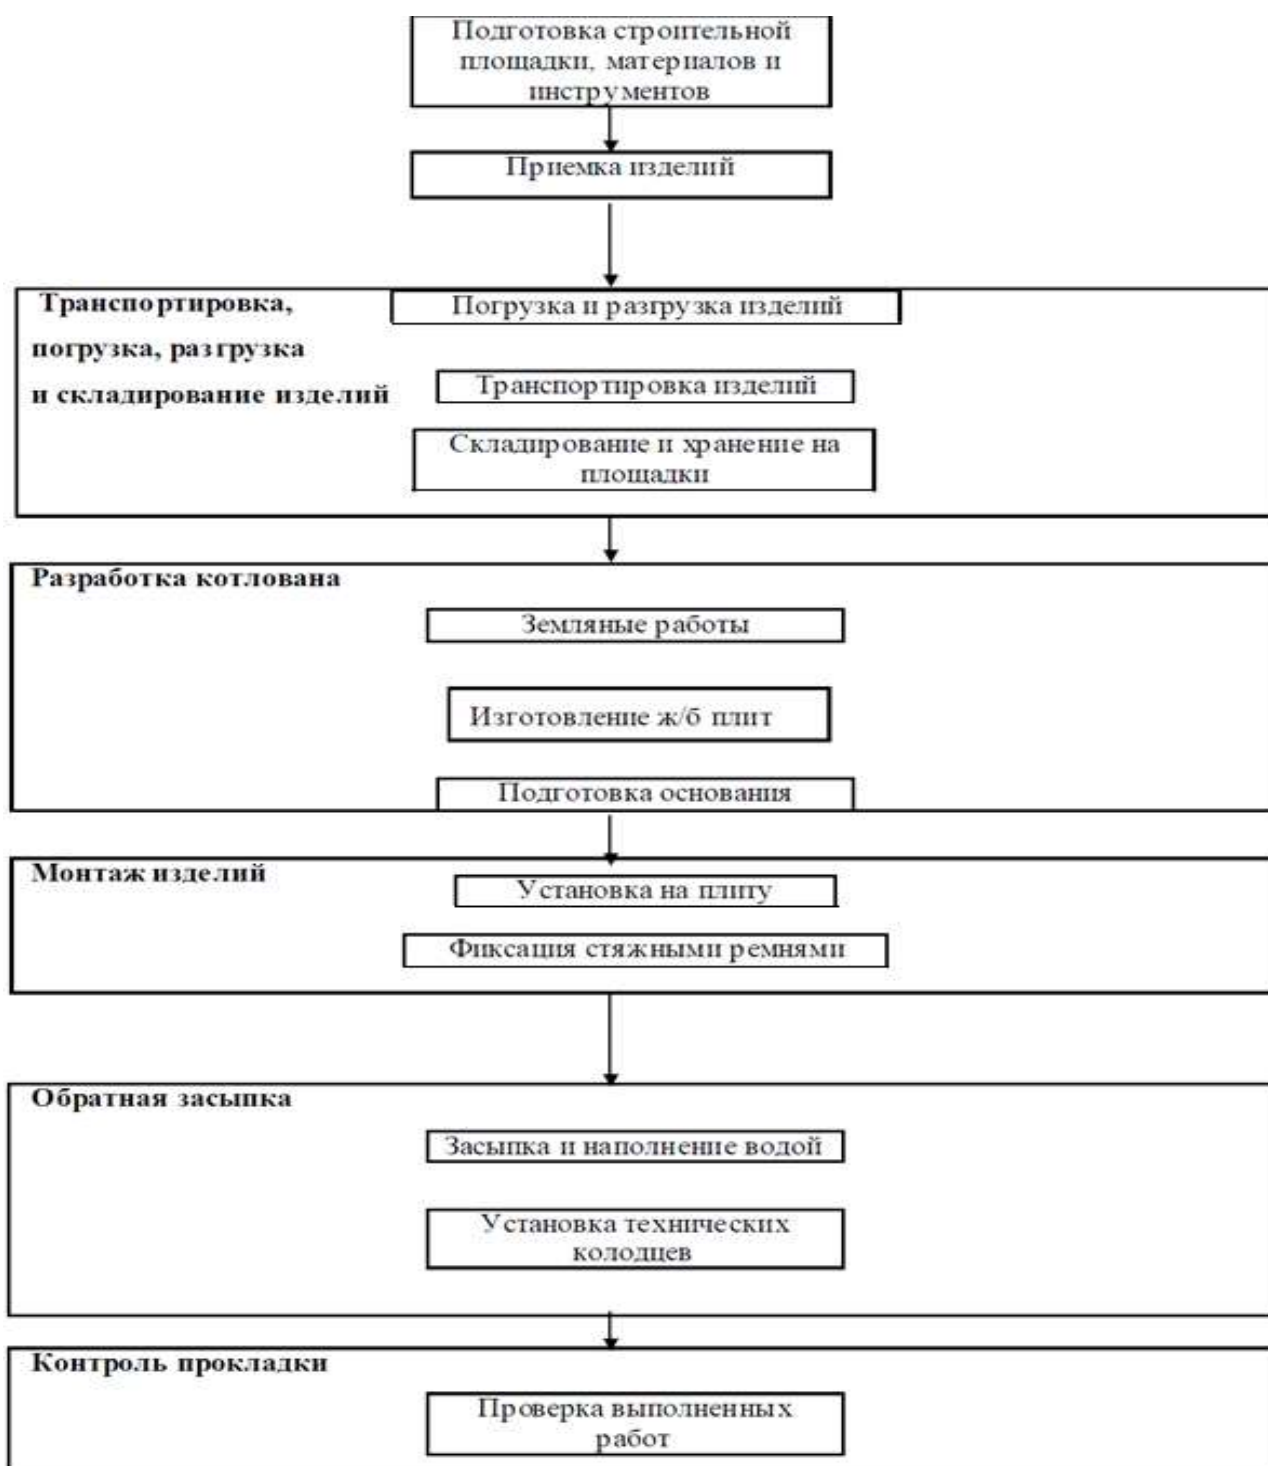 Подготовка строительной
площадки, материалов и
инструментов
Приемка изделий
Транспортировка,
погрузка, разгрузка
и складирование изделий
Погрузка и разгрузка изделий
Транспортировка изделий
Складирование и хранение на
площадки
Разработка котлована
Земляные работы
Изготовление ж/б плит
Подготовка основания
Монтаж изделий
Установка на плиту
Фиксация стяжными ремнями
Обратная засыпка
Засыпка и наполнение водой
Установка технических
колодцев
Контроль прокладки
Проверка выполненных
работ